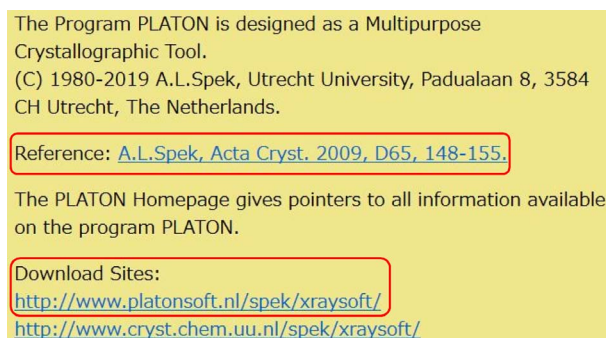 The Program PLATON is designed as a Multipurpose
Crystallographic Tool.
(C) 1980-2019 A.L.Spek, Utrecht University, Padualaan 8, 3584
CH Utrecht, The Netherlands.
Reference: A.L.Spek, Acta Cryst. 2009, D65, 148-155.
The PLATON Homepage gives pointers to all information available
on the program PLATON.
Download Sites:
http://www.platonsoft.nl/spek/xraysoft/
http://www.cryst.chem.uu.nl/spek/xraysoft/